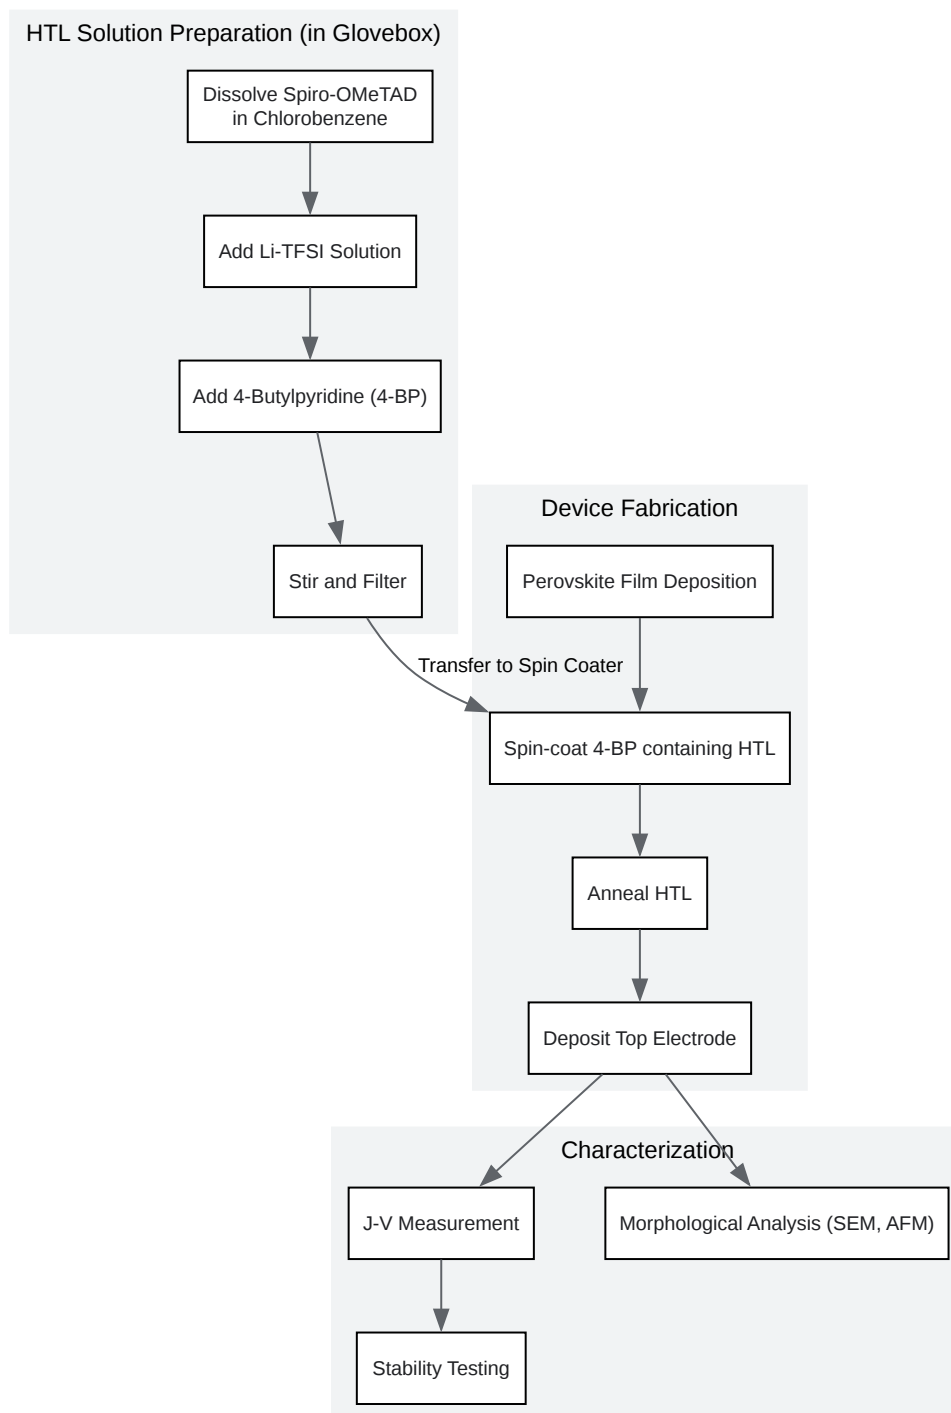 HTL Solution Preparation (in Glovebox)
Dissolve Spiro-OMeTAD
in Chlorobenzene
Add Li-TFSI Solution
Add 4-Butylpyridine (4-BP)
Stir and Filter
Device Fabrication
Perovskite Film Deposition
Transfer to Spin Coater
Spin-coat 4-BP containing HTL
Anneal HTL
Deposit Top Electrode
Characterization
J-V Measurement
Morphological Analysis (SEM, AFM)
Stability Testing